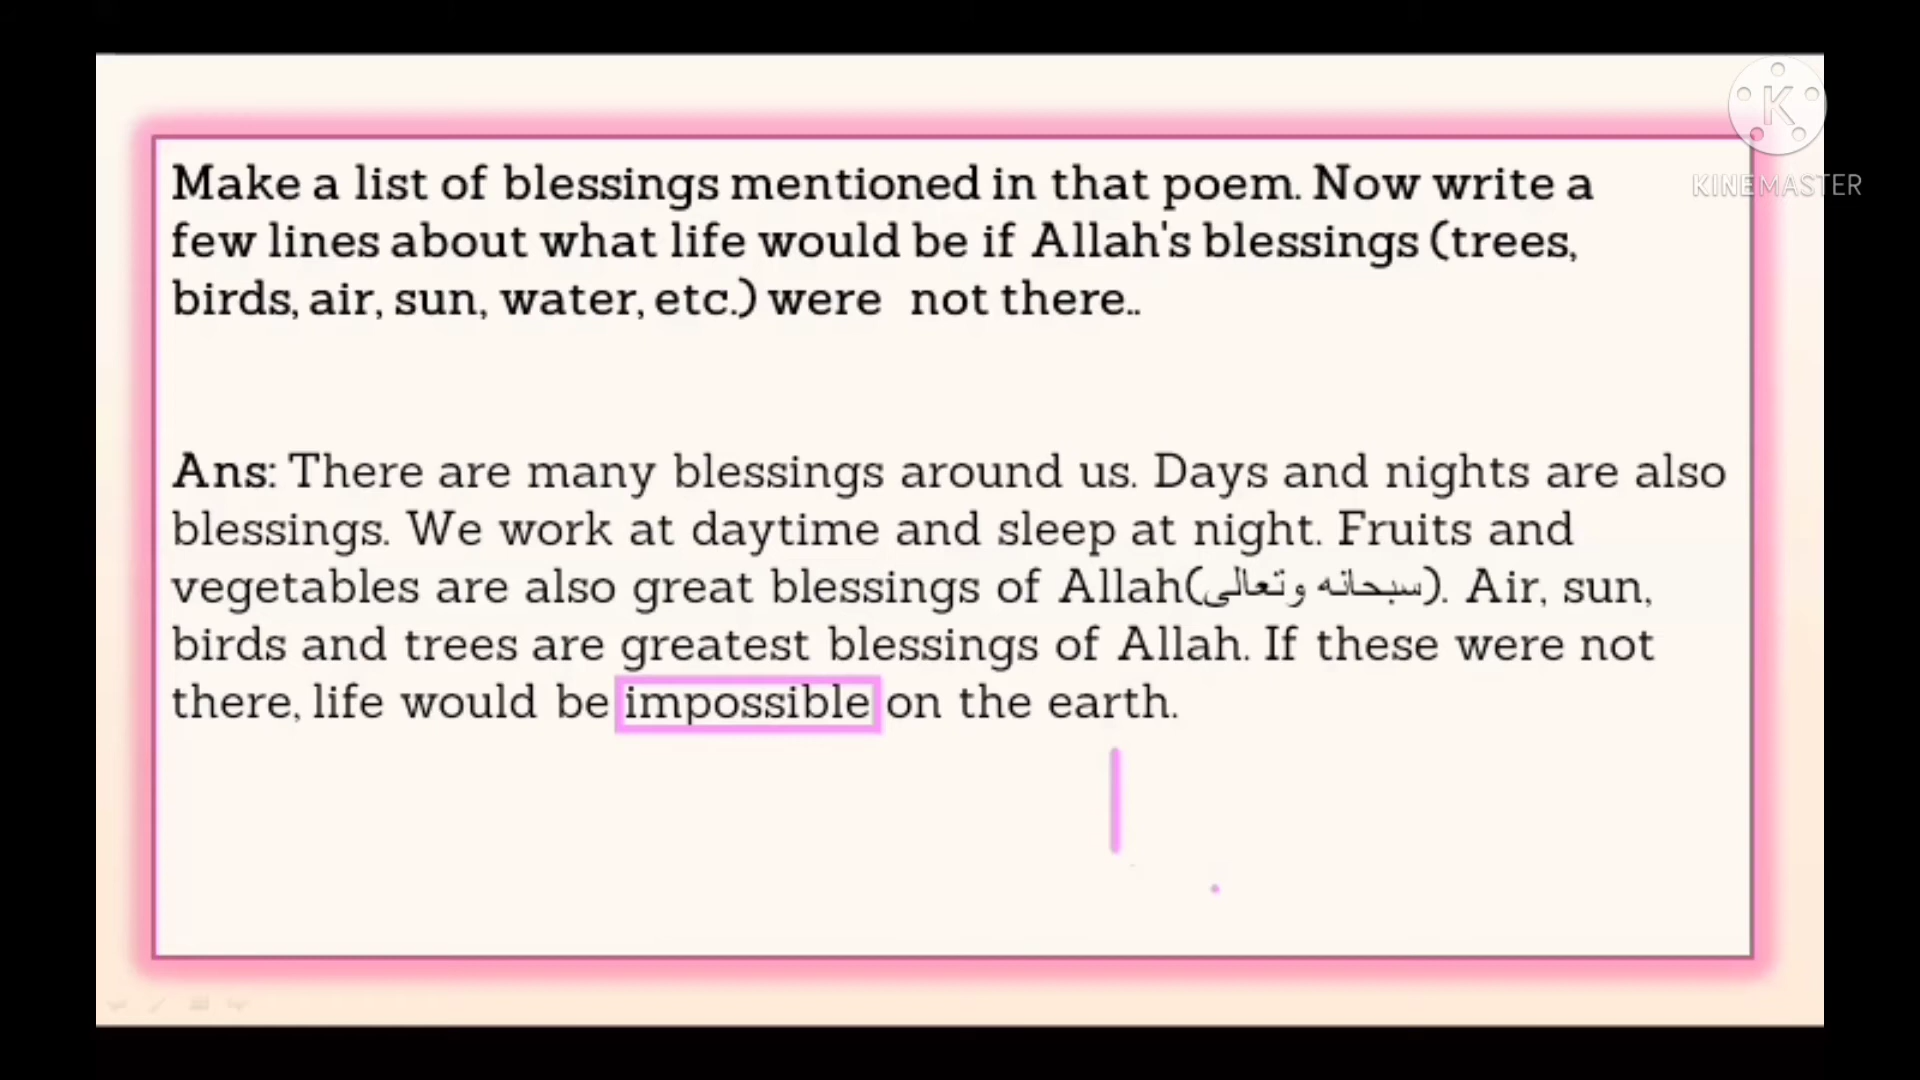 K
KINEMASTER
Make a list of blessings mentioned in that poem. Now write a
few lines about what life would be if Allah's blessings (trees,
birds, air, sun, water, etc.) were not there..
Ans: There are many blessings around us. Days and nights are also
blessings. We work at daytime and sleep at night. Fruits and
vegetables are also great blessings of Allah(سبحانه وتعالى). Air, sun,
birds and trees are greatest blessings of Allah. If these were not
there, life would be impossible on the earth.